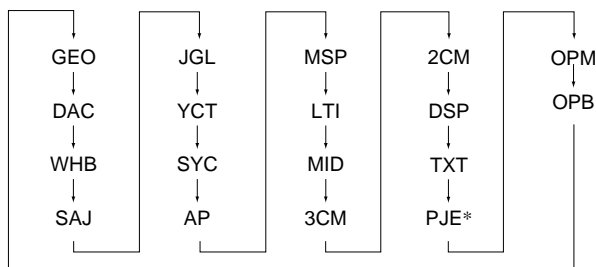 GEO
DAC
WHB
SAJ
JGL
YCT
SYC
AP
MSP
LTI
MID
3CM
2CM
DSP
TXT
PJE*
OPM
OPB